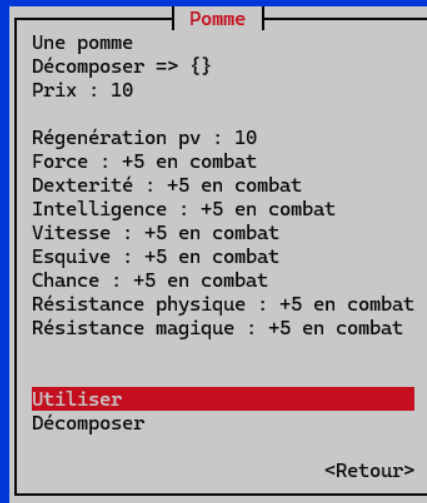 Pomme
Une pomme
Décomposer => {}
Prix : 10
Régenération pv : 10
Force : +5 en combat
Dexterité : +5 en combat
Intelligence : +5 en combat
Vitesse : +5 en combat
Esquive : +5 en combat
Chance : +5 en combat
Résistance physique : +5 en combat
Résistance magique : +5 en combat
Utiliser
Décomposer
<Retour>